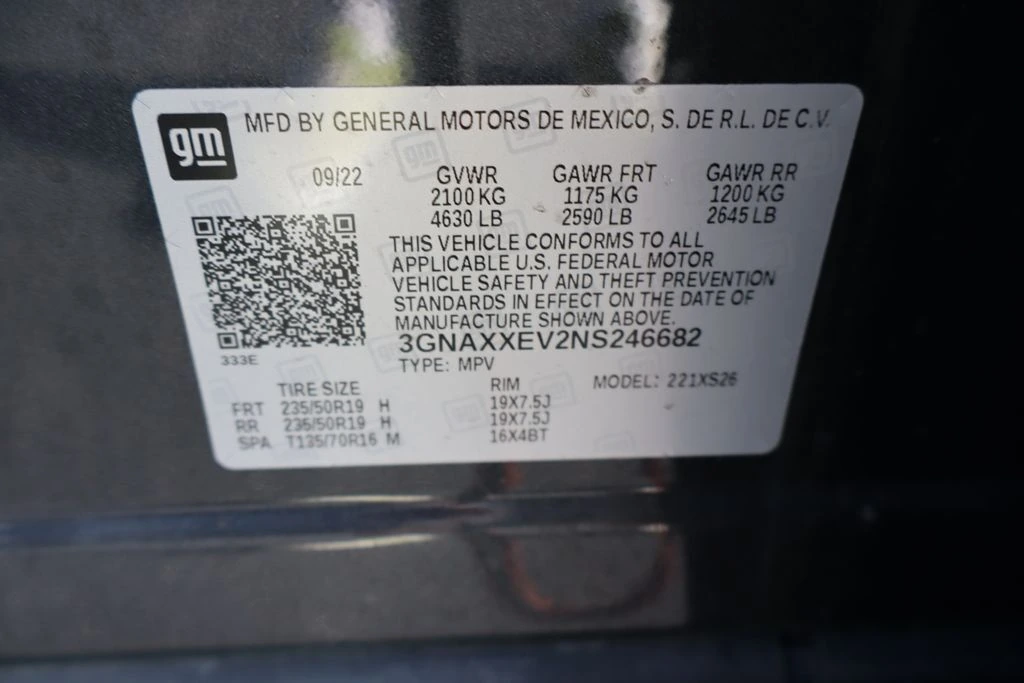 gm MFD BY GENERAL MOTORS DE MEXICO, S. DE R.L. DE C.V.
09/22 GVWR GAWR FRT GAWR RR
2100 KG 1175 KG 1200 KG
4630 LB 2590 LB 2645 LB
THIS VEHICLE CONFORMS TO ALL
APPLICABLE U.S. FEDERAL MOTOR
VEHICLE SAFETY AND THEFT PREVENTION
STANDARDS IN EFFECT ON THE DATE OF
MANUFACTURE SHOWN ABOVE.
3GNAXXEV2NS246682
333E
TYPE: MPV
TIRE SIZE RIM MODEL: 221XS26
FRT 235/50R19 H 19X7.5J
RR 235/50R19 H 19X7.5J
SPA T135/70R16 M 16X4BT